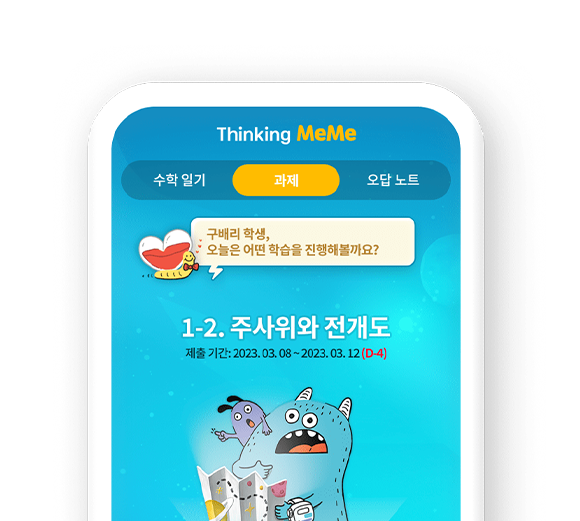 Thinking MeMe
수학 일기 과제 오답 노트
구배리 학생,
오늘은 어떤 학습을 진행해볼까요?
1-2. 주사위와 전개도
제출 기간: 2023. 03. 08 ~ 2023. 03. 12 (D-4)